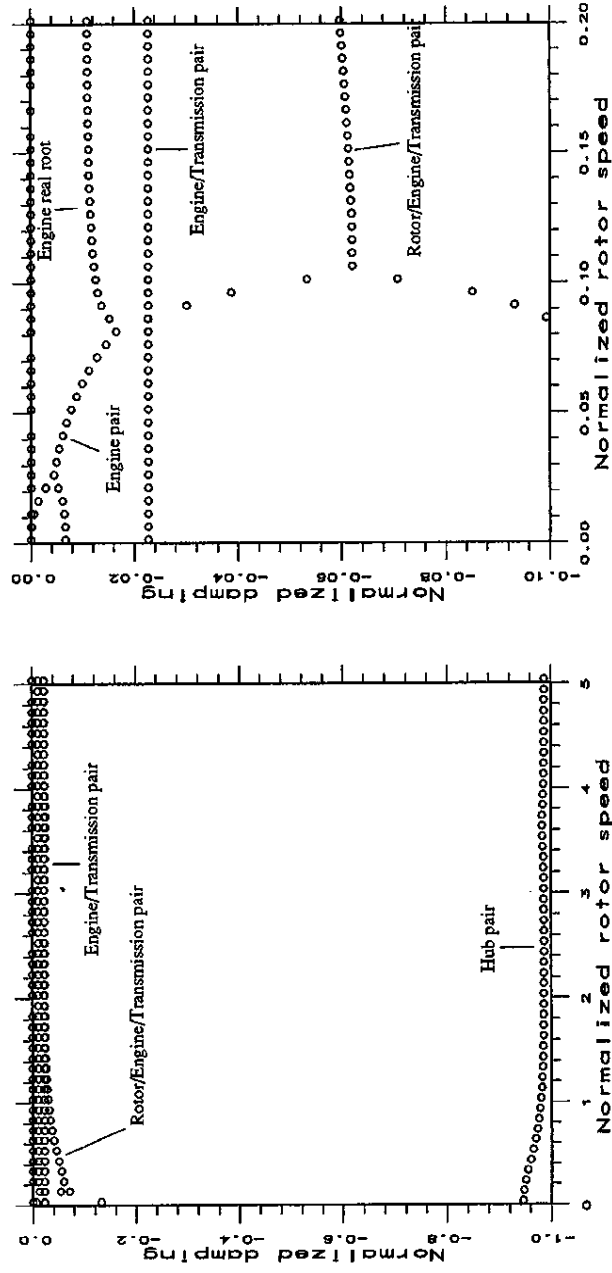 0.0
-0.2
-0.4
-0.6
-0.8
-1.0
Normalized damping
Engine/Transmission pair
Rotor/Engine/Transmission pair
Hub pair
0 1 2 3 4 5
Normalized rotor speed
0.00
-0.02
-0.04
-0.06
-0.08
-0.10
Normalized damping
Engine real root
Engine pair
Engine/Transmission pair
Rotor/Engine/Transmission pair
0.00 0.05 0.10 0.15 0.20
Normalized rotor speed